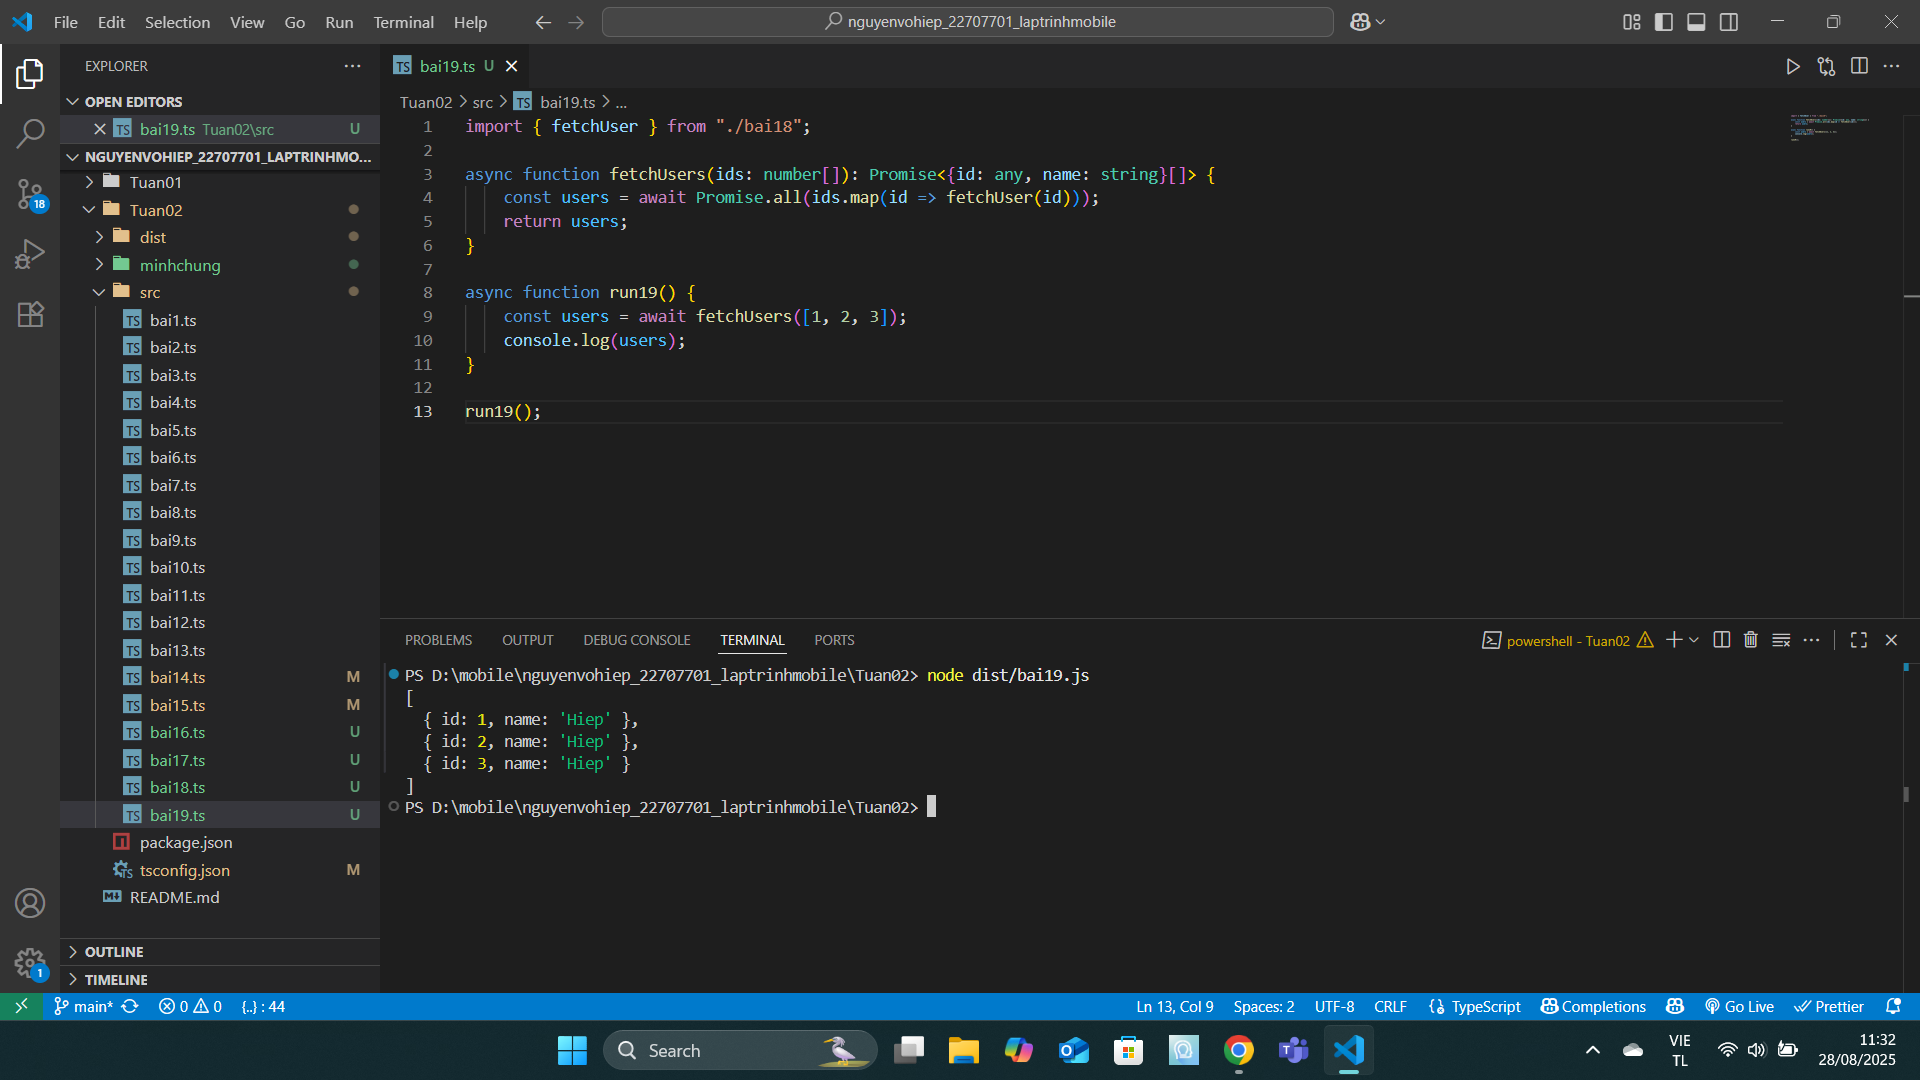 File Edit Selection View Go Run Terminal Help
nguyenvohiep_22707701_laptrinhmobile
EXPLORER
OPEN EDITORS
bai19.ts Tuan02\src U
NGUYENVOHIEP_22707701_LAPTRINHMO...
Tuan01
Tuan02
dist
minhchung
src
bai1.ts
bai2.ts
bai3.ts
bai4.ts
bai5.ts
bai6.ts
bai7.ts
bai8.ts
bai9.ts
bai10.ts
bai11.ts
bai12.ts
bai13.ts
bai14.ts M
bai15.ts M
bai16.ts U
bai17.ts U
bai18.ts U
bai19.ts U
package.json
tsconfig.json M
README.md
OUTLINE
TIMELINE
18
1
bai19.ts U
Tuan02 > src > bai19.ts > ...
1 import { fetchUser } from "./bai18";
2
3 async function fetchUsers(ids: number[]): Promise<{id: any, name: string}[]> {
4 const users = await Promise.all(ids.map(id => fetchUser(id)));
5 return users;
6 }
7
8 async function run19() {
9 const users = await fetchUsers([1, 2, 3]);
10 console.log(users);
11 }
12
13 run19();
PROBLEMS OUTPUT DEBUG CONSOLE TERMINAL PORTS
powershell - Tuan02
PS D:\mobile\nguyenvohiep_22707701_laptrinhmobile\Tuan02> node dist/bai19.js
[
{ id: 1, name: 'Hiep' },
{ id: 2, name: 'Hiep' },
{ id: 3, name: 'Hiep' }
]
PS D:\mobile\nguyenvohiep_22707701_laptrinhmobile\Tuan02>
main* 0 0 {..} : 44
Ln 13, Col 9 Spaces: 2 UTF-8 CRLF {} TypeScript Completions Go Live Prettier
Search
VIE
TL
11:32
28/08/2025